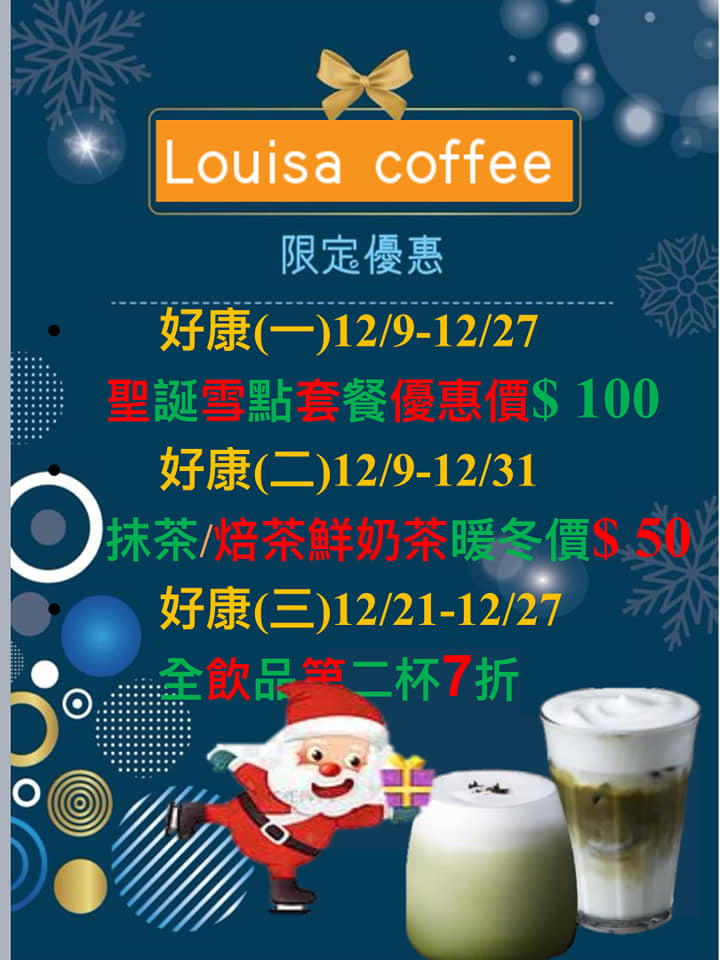 Louisa coffee
限定優惠
好康(一)12/9-12/27
聖誕雪點套餐優惠價$ 100
好康(二)12/9-12/31
抹茶/焙茶鮮奶茶暖冬價$ 50
好康(三)12/21-12/27
全飲品第二杯7折